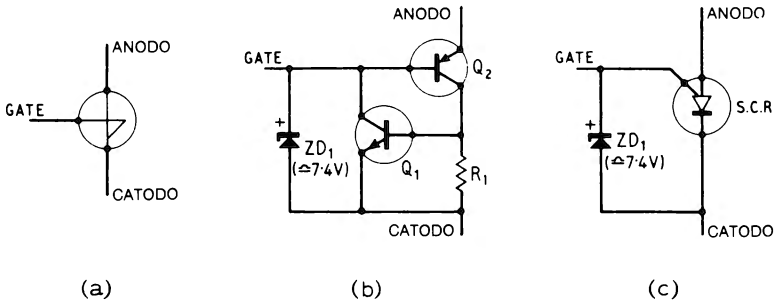 ANODO
GATE
CATODO
(a)
ANODO
GATE
Q2
+
ZD1
(≏7·4V)
Q1
R1
CATODO
(b)
ANODO
GATE
S.C.R
+
ZD1
(≏7·4V)
CATODO
(c)